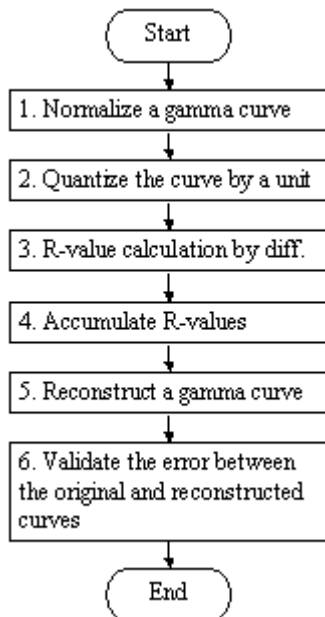 Start
1. Normalize a gamma curve
2. Quantize the curve by a unit
3. R-value calculation by diff.
4. Accumulate R-values
5. Reconstruct a gamma curve
6. Validate the error between
the original and reconstructed
curves
End